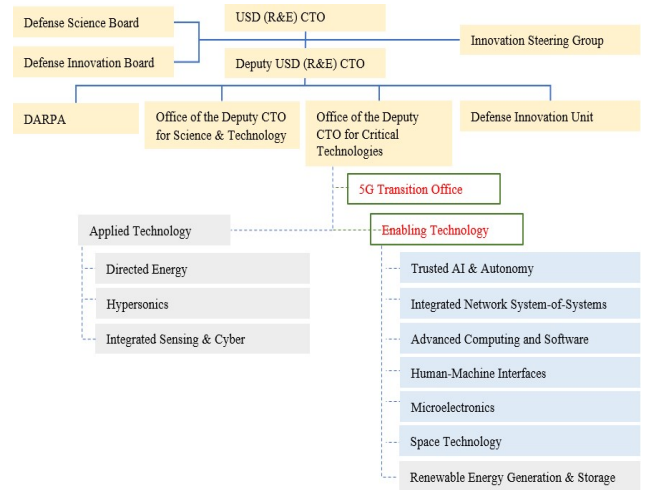 Defense Science Board
USD (R&E) CTO
Innovation Steering Group
Defense Innovation Board
Deputy USD (R&E) CTO
DARPA
Office of the Deputy CTO
for Science & Technology
Office of the Deputy
CTO for Critical
Technologies
Defense Innovation Unit
5G Transition Office
Applied Technology
Enabling Technology
Directed Energy
Hypersonics
Integrated Sensing & Cyber
Trusted AI & Autonomy
Integrated Network System-of-Systems
Advanced Computing and Software
Human-Machine Interfaces
Microelectronics
Space Technology
Renewable Energy Generation & Storage